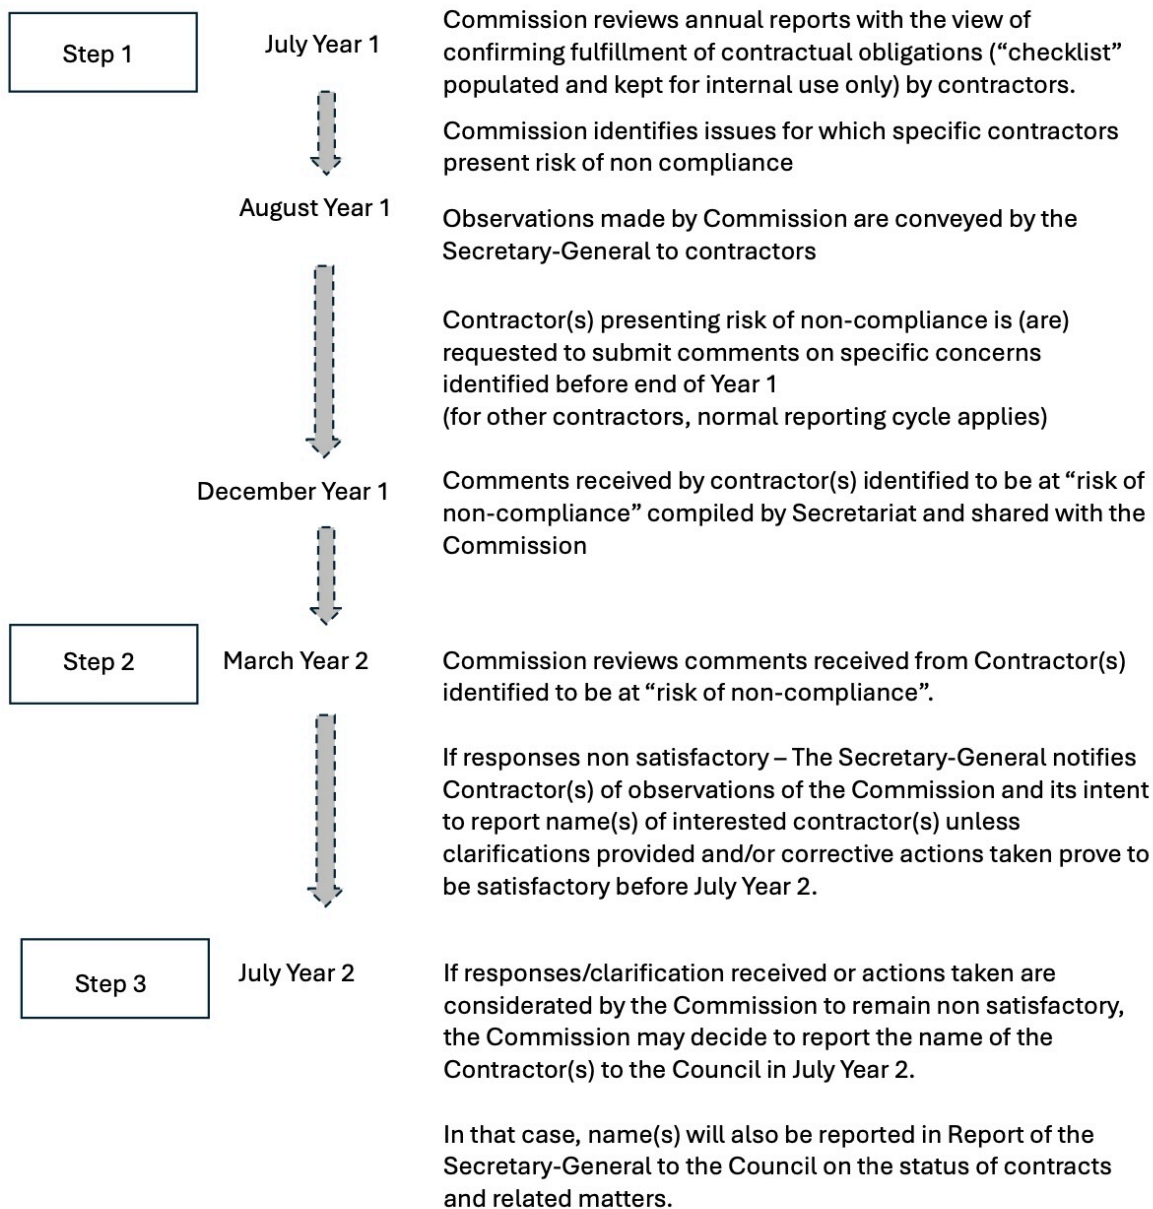 Step 1
July Year 1
Commission reviews annual reports with the view of
confirming fulfillment of contractual obligations (“checklist”
populated and kept for internal use only) by contractors.
Commission identifies issues for which specific contractors
present risk of non compliance
August Year 1
Observations made by Commission are conveyed by the
Secretary-General to contractors
Contractor(s) presenting risk of non-compliance is (are)
requested to submit comments on specific concerns
identified before end of Year 1
(for other contractors, normal reporting cycle applies)
December Year 1
Comments received by contractor(s) identified to be at “risk of
non-compliance” compiled by Secretariat and shared with the
Commission
Step 2
March Year 2
Commission reviews comments received from Contractor(s)
identified to be at “risk of non-compliance”.
If responses non satisfactory – The Secretary-General notifies
Contractor(s) of observations of the Commission and its intent
to report name(s) of interested contractor(s) unless
clarifications provided and/or corrective actions taken prove to
be satisfactory before July Year 2.
Step 3
July Year 2
If responses/clarification received or actions taken are
considerated by the Commission to remain non satisfactory,
the Commission may decide to report the name of the
Contractor(s) to the Council in July Year 2.
In that case, name(s) will also be reported in Report of the
Secretary-General to the Council on the status of contracts
and related matters.